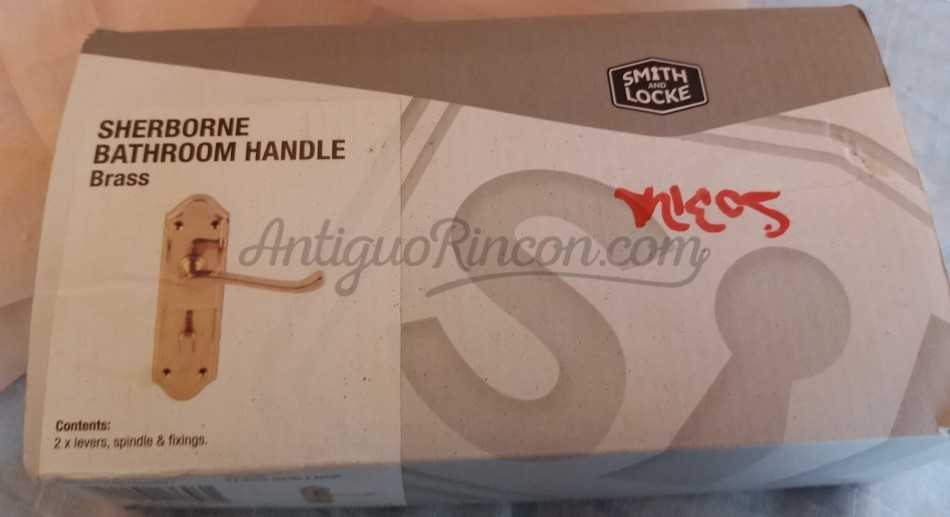 SMITH
AND
LOCKE
SHERBORNE
BATHROOM HANDLE
Brass
AntiguoRincon.com
Contents:
2 x levers, spindle & fixings.